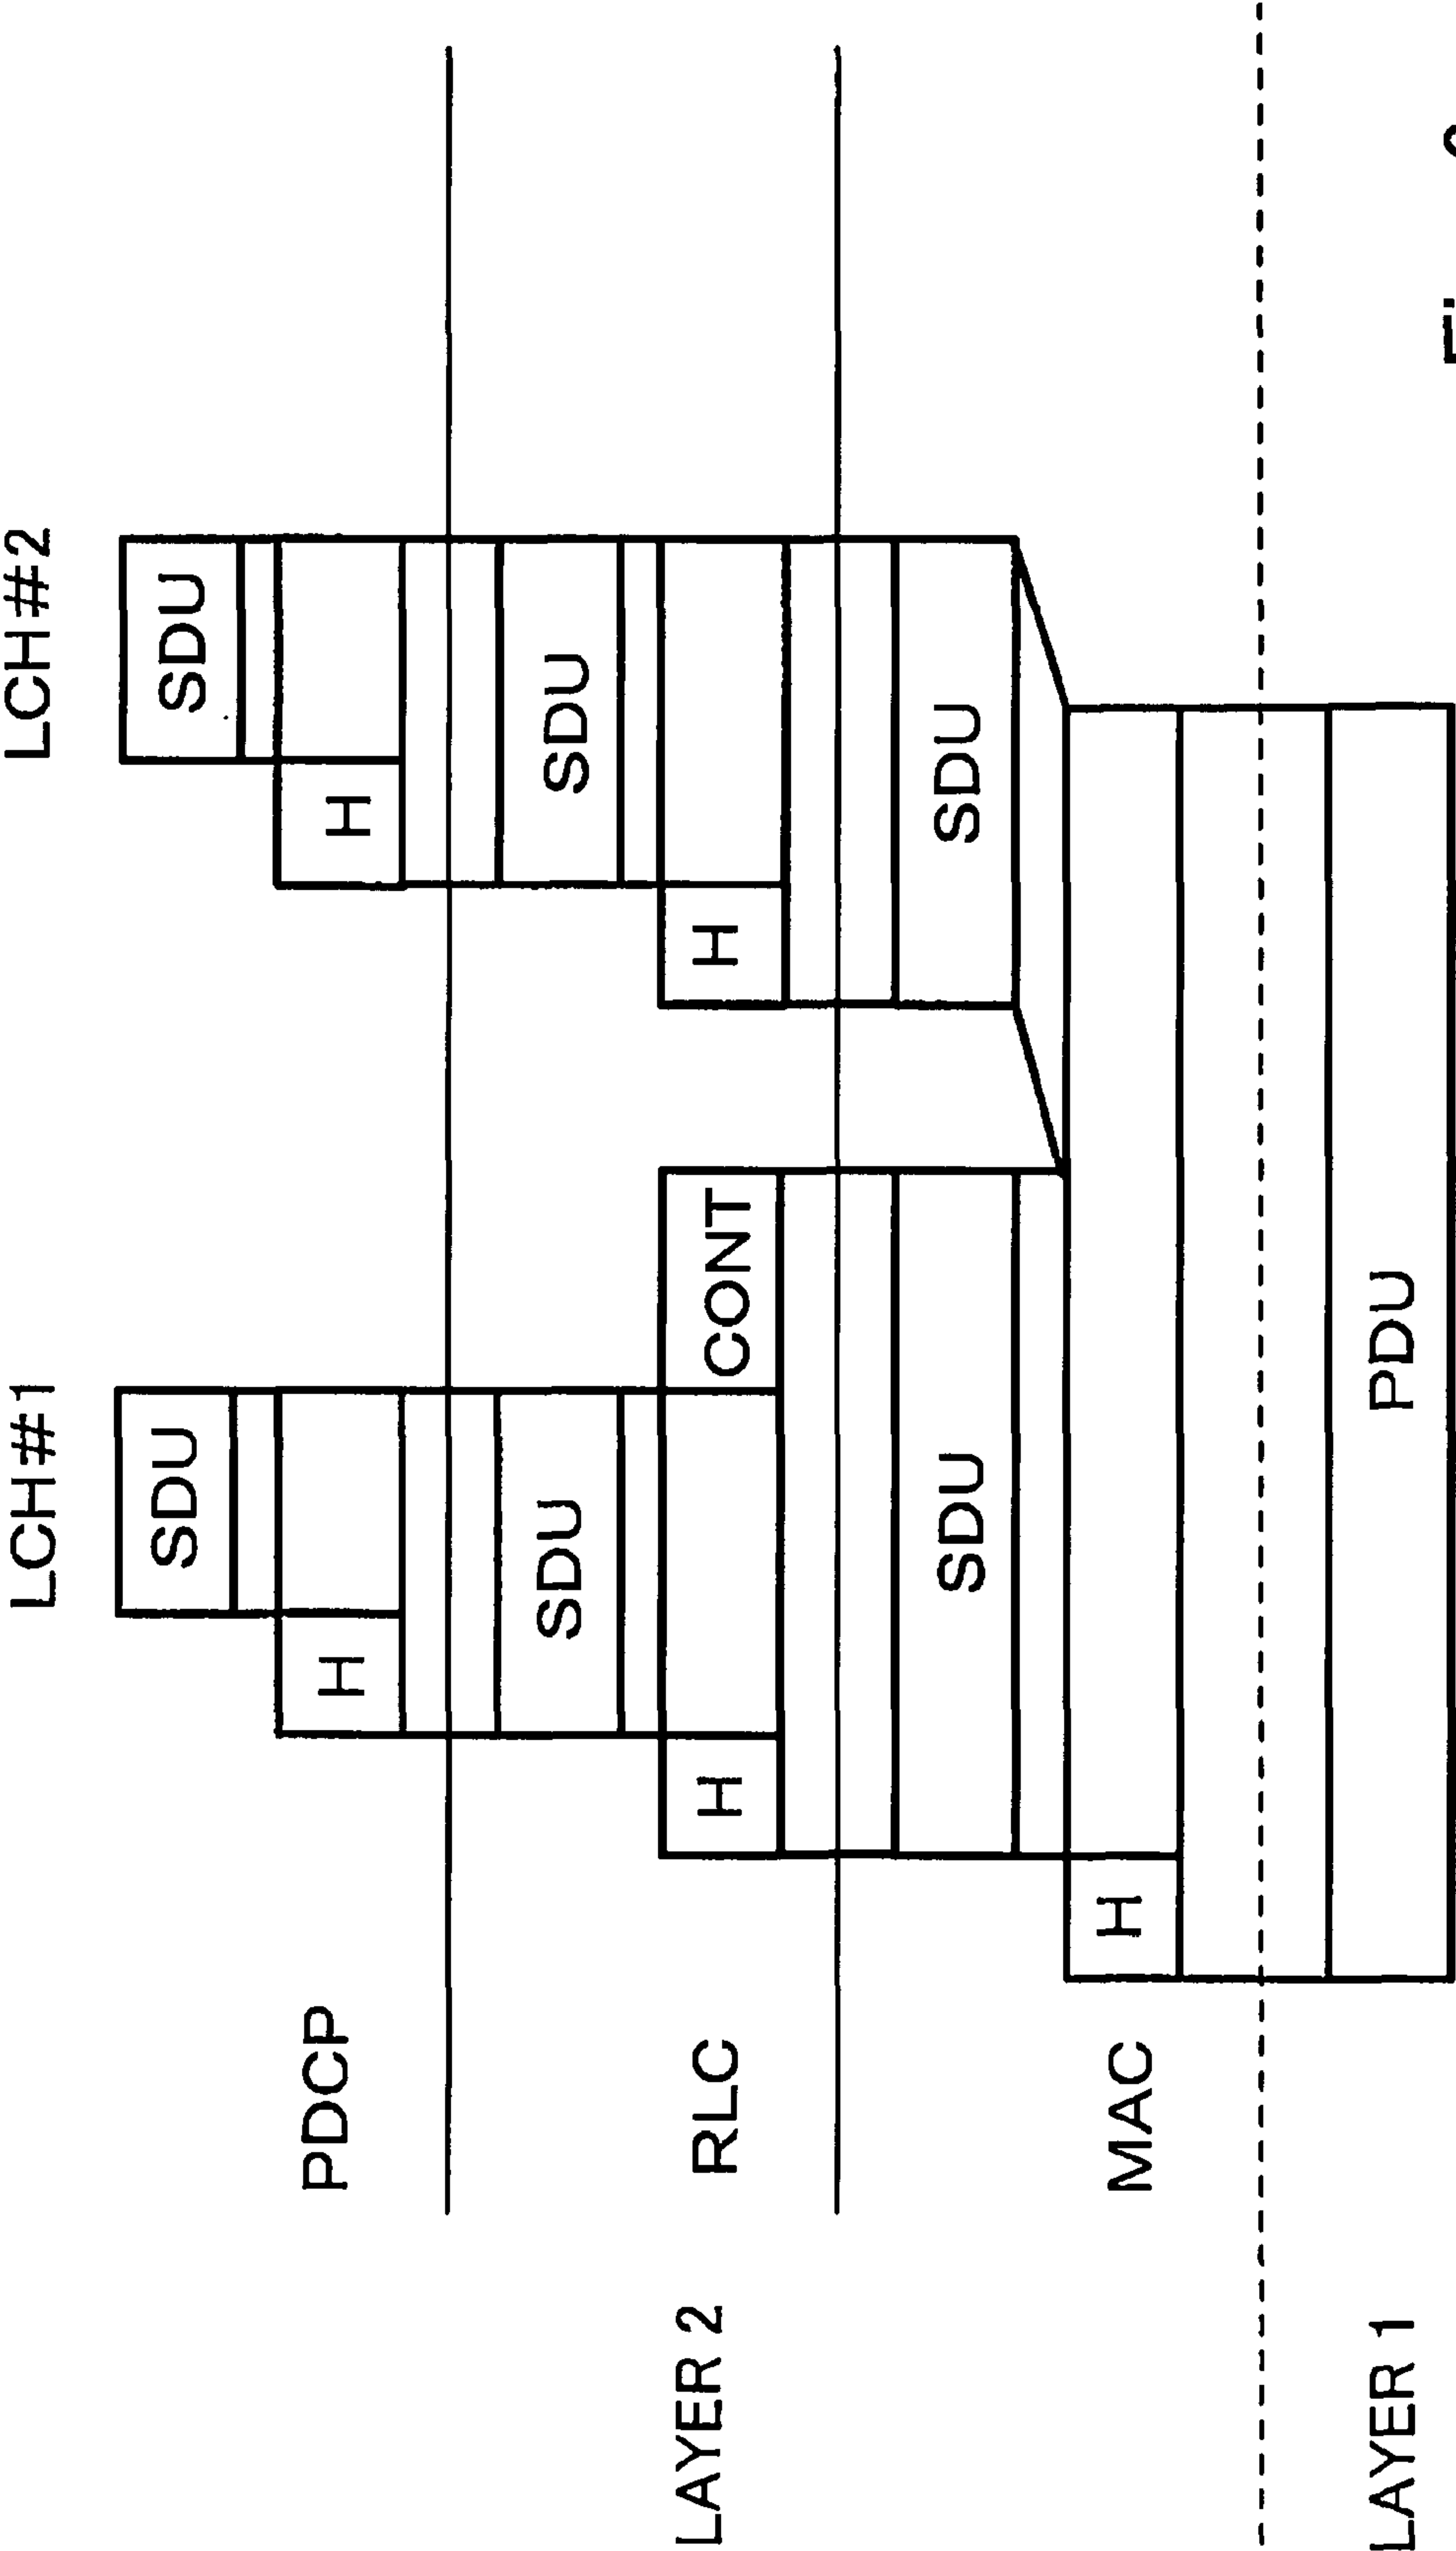 LCH#1
LCH#2
SDU
SDU
PDCP
H
H
SDU
SDU
LAYER 2
RLC
H
CONT
H
SDU
SDU
MAC
H
LAYER 1
PDU